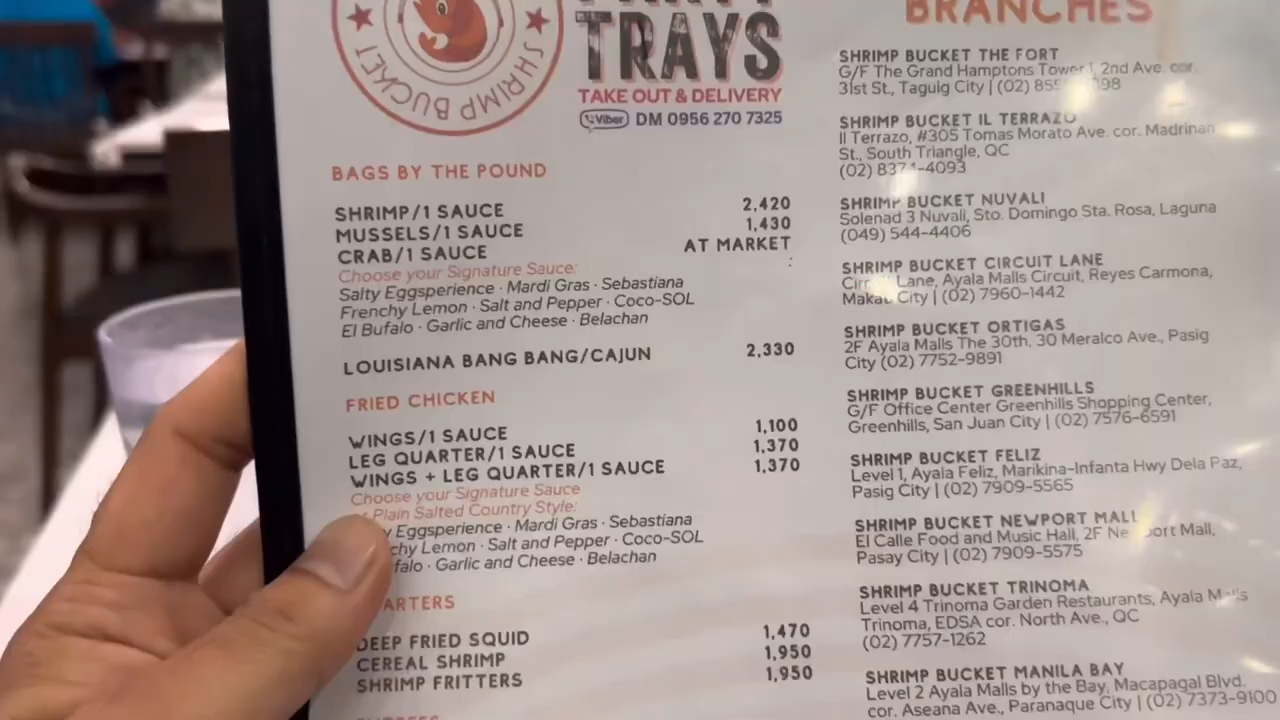 SHRIMP BUCKET
TRAYS
TAKE OUT & DELIVERY
Viber DM 0956 270 7325
BAGS BY THE POUND
SHRIMP/1 SAUCE 2,420
MUSSELS/1 SAUCE 1,430
CRAB/1 SAUCE AT MARKET
:
Choose your Signature Sauce:
Salty Eggsperience · Mardi Gras · Sebastiana
Frenchy Lemon · Salt and Pepper · Coco-SOL
El Bufalo · Garlic and Cheese · Belachan
LOUISIANA BANG BANG/CAJUN 2,330
FRIED CHICKEN
WINGS/1 SAUCE 1,100
LEG QUARTER/1 SAUCE 1,370
WINGS + LEG QUARTER/1 SAUCE 1,370
Choose your Signature Sauce
Plain Salted Country Style:
Eggsperience · Mardi Gras · Sebastiana
Lemon · Salt and Pepper · Coco-SOL
· Garlic and Cheese · Belachan
DEEP FRIED SQUID 1,470
CEREAL SHRIMP 1,950
SHRIMP FRITTERS 1,950
BRANCHES
SHRIMP BUCKET THE FORT
G/F The Grand Hamptons Tower 1, 2nd Ave. cor.
31st St., Taguig City | (02)
SHRIMP BUCKET IL TERRAZO
Il Terrazo, #305 Tomas Morato Ave. cor. Madrinan
St., South Triangle, QC
(02) 8371-4093
SHRIMP BUCKET NUVALI
Solenad 3 Nuvali, Sto. Domingo Sta. Rosa, Laguna
(049) 544-4406
SHRIMP BUCKET CIRCUIT LANE
Lane, Ayala Malls Circuit, Reyes Carmona,
Makati City | (02) 7960-1442
SHRIMP BUCKET ORTIGAS
2F Ayala Malls The 30th, 30 Meralco Ave., Pasig
City (02) 7752-9891
SHRIMP BUCKET GREENHILLS
G/F Office Center Greenhills Shopping Center,
Greenhills, San Juan City | (02) 7576-6591
SHRIMP BUCKET FELIZ
Level 1, Ayala Feliz, Marikina-Infanta Hwy Dela Paz,
Pasig City | (02) 7909-5565
SHRIMP BUCKET NEWPORT MALL
El Calle Food and Music Hall, 2F Newport Mall,
Pasay City | (02) 7909-5575
SHRIMP BUCKET TRINOMA
Level 4 Trinoma Garden Restaurants, Ayala Malls
Trinoma, EDSA cor. North Ave., QC
(02) 7757-1262
SHRIMP BUCKET MANILA BAY
Level 2 Ayala Malls by the Bay, Macapagal Blvd.
cor. Aseana Ave., Paranaque City | (02) 7373-9100